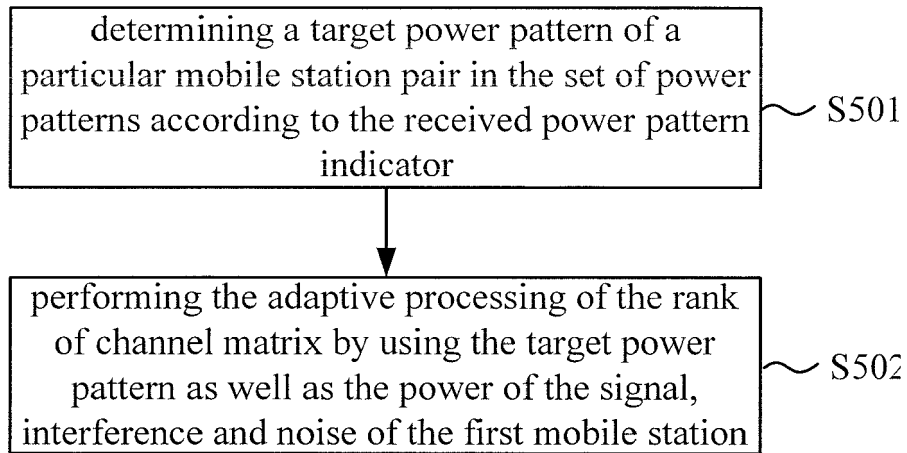 determining a target power pattern of a
particular mobile station pair in the set of power
patterns according to the received power pattern
indicator
S501
performing the adaptive processing of the rank
of channel matrix by using the target power
pattern as well as the power of the signal,
interference and noise of the first mobile station
S502